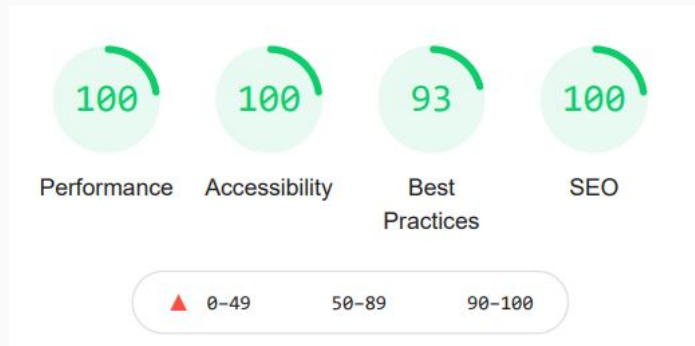 100 100 93 100
Performance Accessibility Best Practices SEO
0–49 50–89 90–100